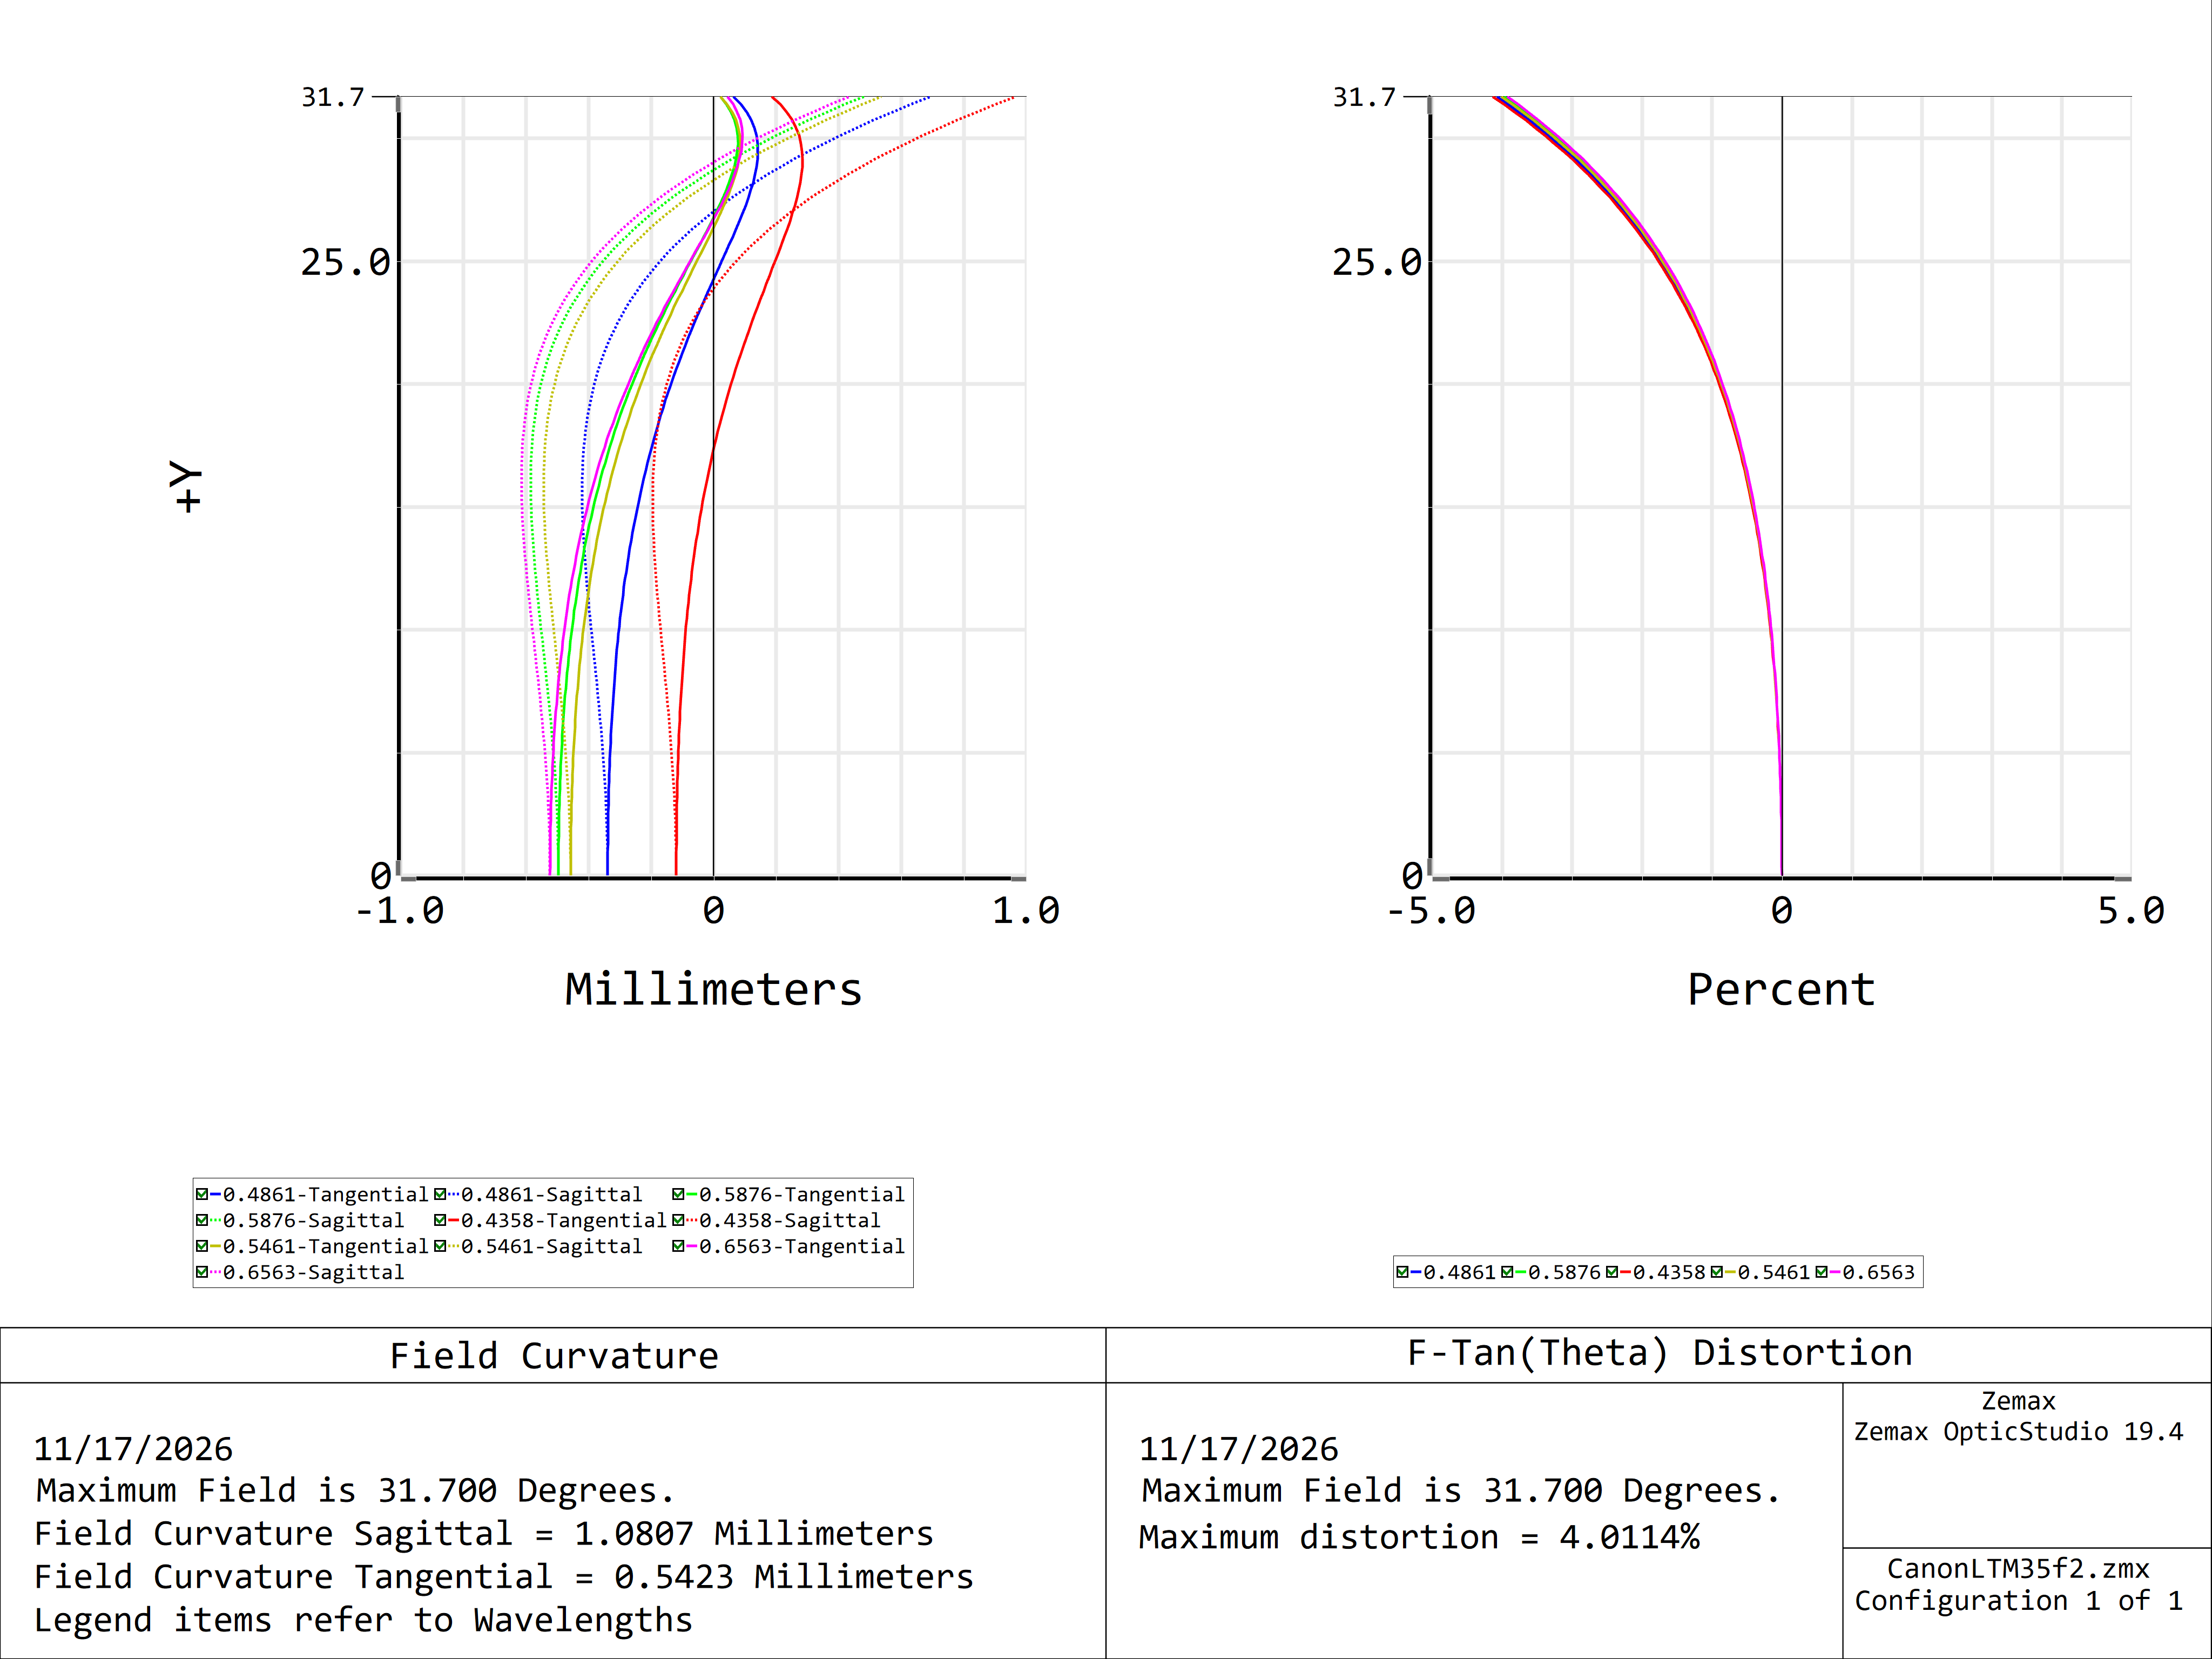 31.7
25.0
+Y
0
-1.0 0 1.0
Millimeters
31.7
25.0
0
-5.0 0 5.0
Percent
0.4861-Tangential 0.4861-Sagittal 0.5876-Tangential
0.5876-Sagittal 0.4358-Tangential 0.4358-Sagittal
0.5461-Tangential 0.5461-Sagittal 0.6563-Tangential
0.6563-Sagittal
0.4861 0.5876 0.4358 0.5461 0.6563
Field Curvature
11/17/2026
Maximum Field is 31.700 Degrees.
Field Curvature Sagittal = 1.0807 Millimeters
Field Curvature Tangential = 0.5423 Millimeters
Legend items refer to Wavelengths
F-Tan(Theta) Distortion
11/17/2026
Maximum Field is 31.700 Degrees.
Maximum distortion = 4.0114%
Zemax
Zemax OpticStudio 19.4
CanonLTM35f2.zmx
Configuration 1 of 1